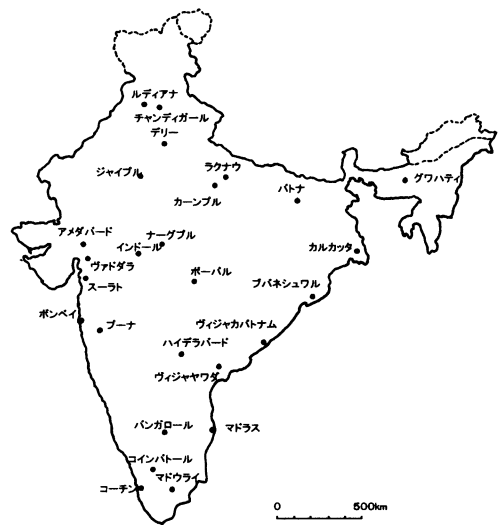 ルディアナ
チャンディガール
デリー
ジャイプル
ラクナウ
カーンプル
パトナ
グワハティ
アメダバード
ナーグプル
インドール
カルカッタ
ヴァドダラ
ボーパル
スーラト
ブバネシュワル
ボンベイ
プーナ
ヴィジャカパトナム
ハイデラバード
ヴィジャヤワダ
バンガロール
マドラス
コインバトール
マドウライ
コーチン
0 500km